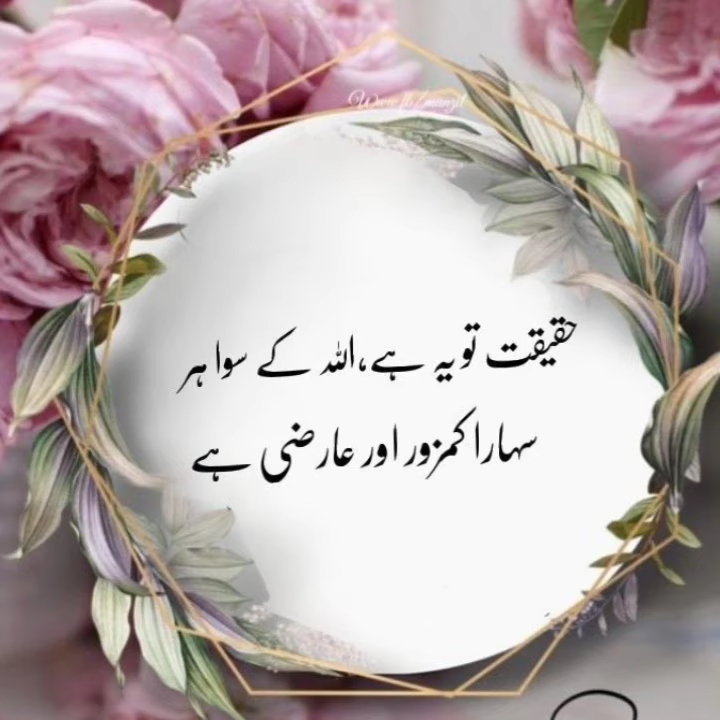 حقیقت تو یہ ہے، اللہ کے سوا ہر
سہارا کمزور اور عارضی ہے